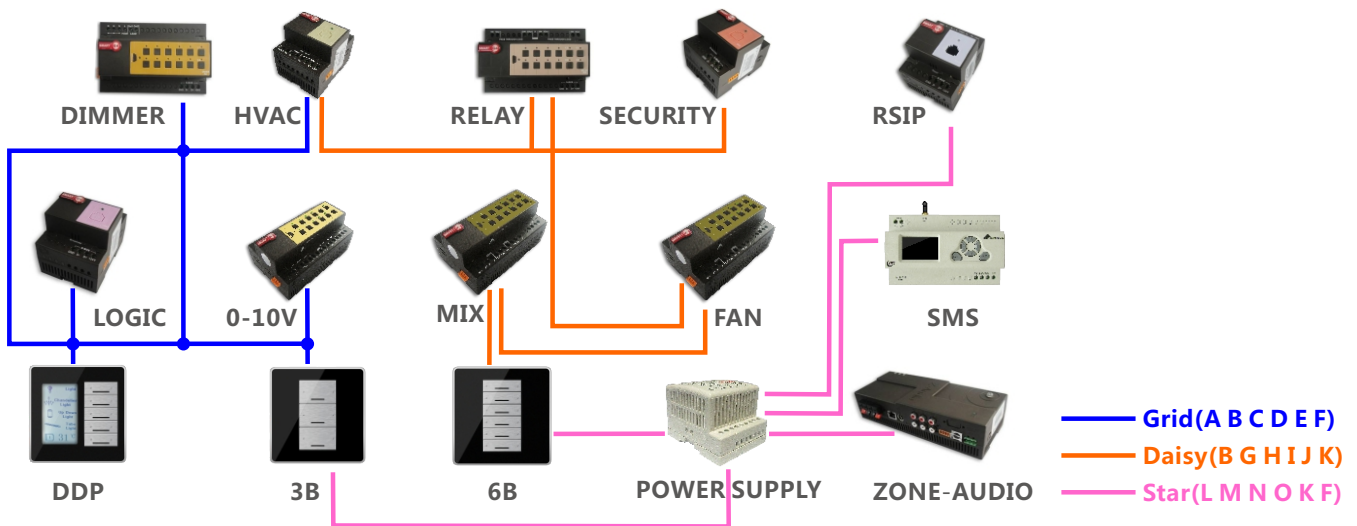 DIMMER HVAC RELAY SECURITY RSIP
LOGIC 0-10V MIX FAN SMS
DDP 3B 6B POWER SUPPLY ZONE-AUDIO
Grid(A B C D E F)
Daisy(B G H I J K)
Star(L M N O K F)